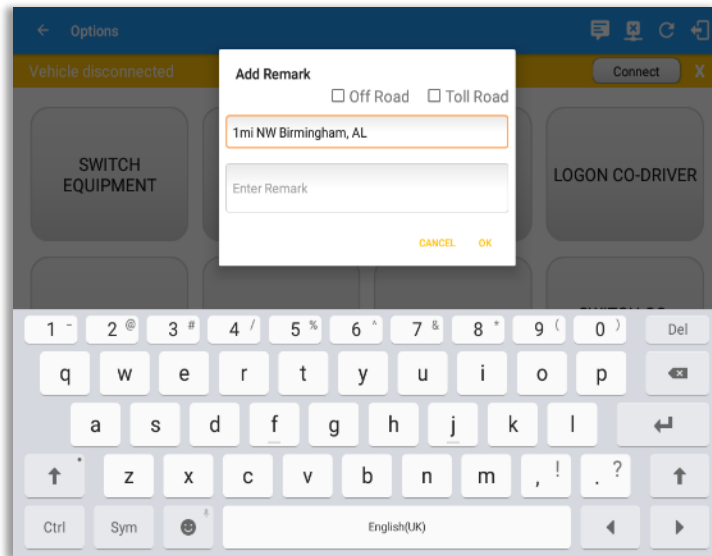 Options
Vehicle disconnected
Connect
X
Add Remark
Off Road
Toll Road
1mi NW Birmingham, AL
Enter Remark
CANCEL
OK
SWITCH
EQUIPMENT
LOGON CO-DRIVER
1 - 2 @ 3 # 4 / 5 % 6 ^ 7 & 8 * 9 ( 0 ) Del
q w e r t y u i o p
a s d f g h j k l
z x c v b n m , ! . ?
Ctrl Sym English(UK)